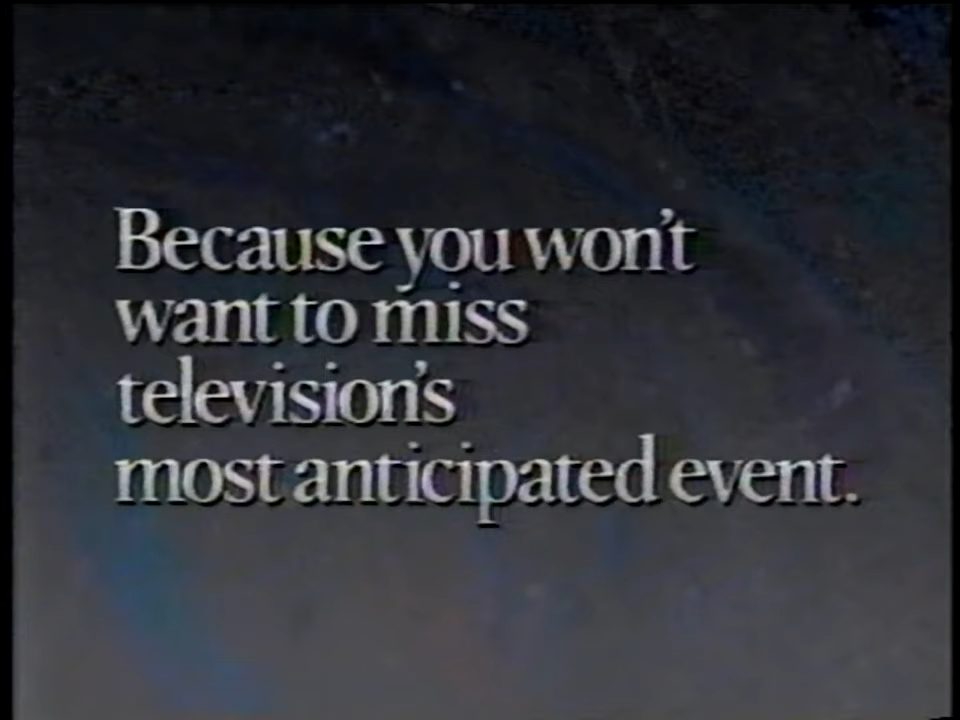 Because you won't
want to miss
television's
most anticipated event.